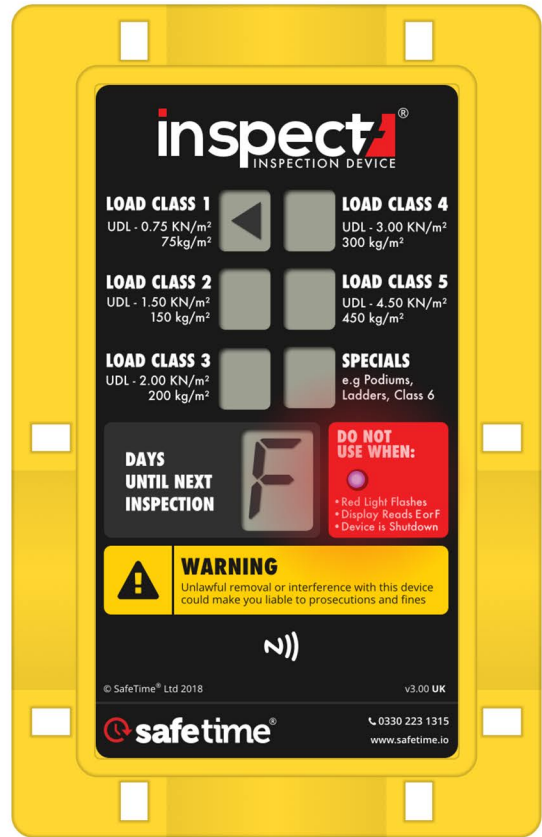 inspecta®
INSPECTION DEVICE
LOAD CLASS 1
UDL - 0.75 KN/m²
75kg/m²
LOAD CLASS 4
UDL - 3.00 KN/m²
300 kg/m²
LOAD CLASS 2
UDL - 1.50 KN/m²
150 kg/m²
LOAD CLASS 5
UDL - 4.50 KN/m²
450 kg/m²
LOAD CLASS 3
UDL - 2.00 KN/m²
200 kg/m²
SPECIALS
e.g Podiums,
Ladders, Class 6
DAYS
UNTIL NEXT
INSPECTION
F
DO NOT
USE WHEN:
• Red Light Flashes
• Display Reads E or F
• Device is Shutdown
WARNING
Unlawful removal or interference with this device
could make you liable to prosecutions and fines
© SafeTime® Ltd 2018
v3.00 UK
safetime®
0330 223 1315
www.safetime.io